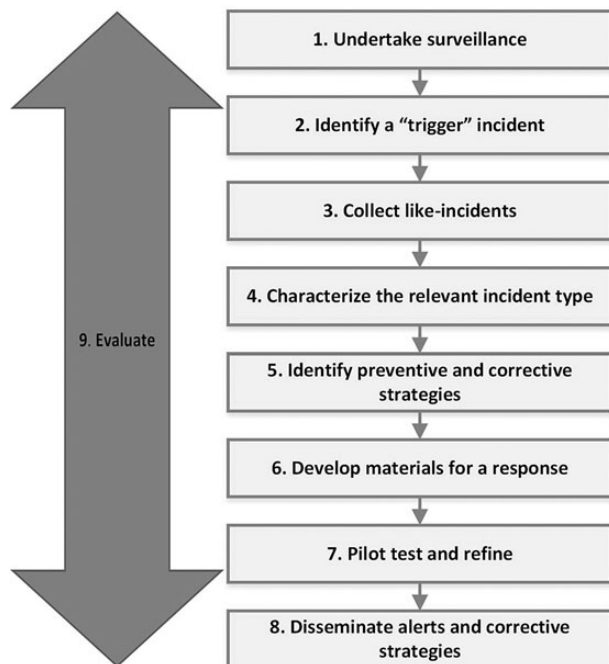 1. Undertake surveillance
2. Identify a “trigger” incident
3. Collect like-incidents
4. Characterize the relevant incident type
9. Evaluate
5. Identify preventive and corrective
strategies
6. Develop materials for a response
7. Pilot test and refine
8. Disseminate alerts and corrective
strategies